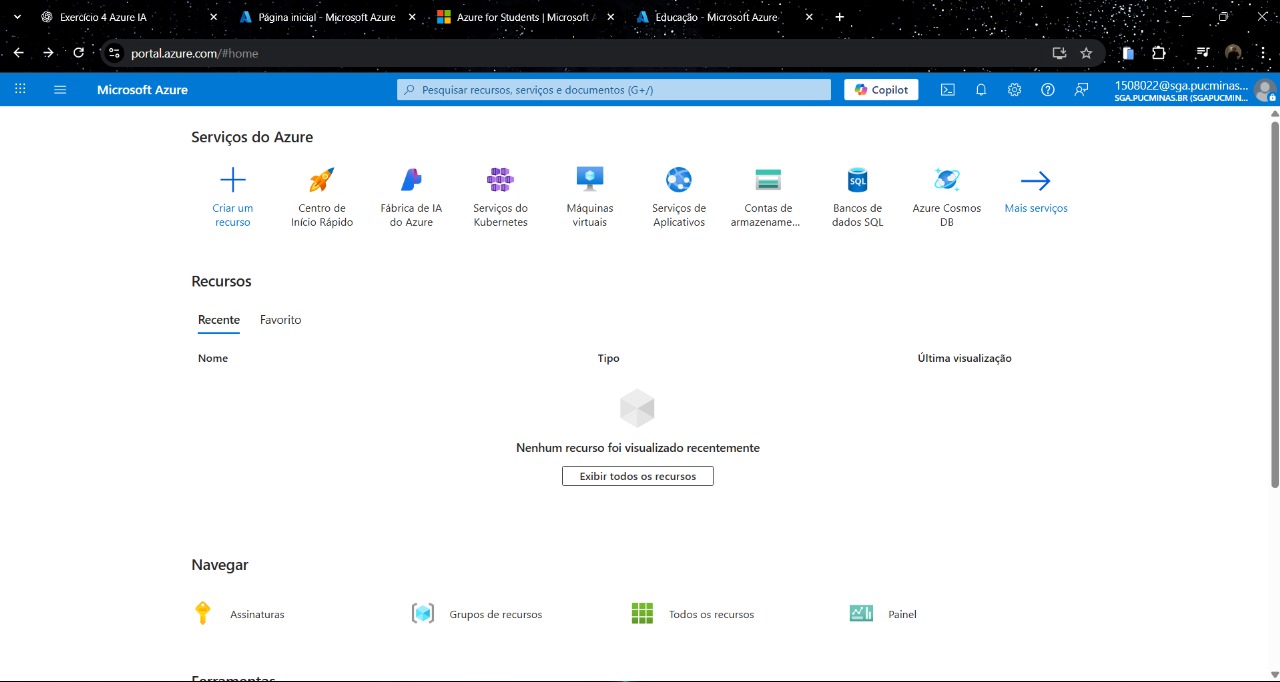 Exercício 4 Azure IA
Página inicial - Microsoft Azure
Azure for Students | Microsoft A
Educação - Microsoft Azure
portal.azure.com/#home
Microsoft Azure
Pesquisar recursos, serviços e documentos (G+/)
Copilot
1508022@sga.pucminas...
SGA.PUCMINAS.BR (SGAPUCMIN...
Serviços do Azure
Criar um
recurso
Centro de
Início Rápido
Fábrica de IA
do Azure
Serviços do
Kubernetes
Máquinas
virtuais
Serviços de
Aplicativos
Contas de
armazename...
SQL
Bancos de
dados SQL
Azure Cosmos
DB
Mais serviços
Recursos
Recente
Favorito
Nome
Tipo
Última visualização
Nenhum recurso foi visualizado recentemente
Exibir todos os recursos
Navegar
Assinaturas
Grupos de recursos
Todos os recursos
Painel
Ferramentas